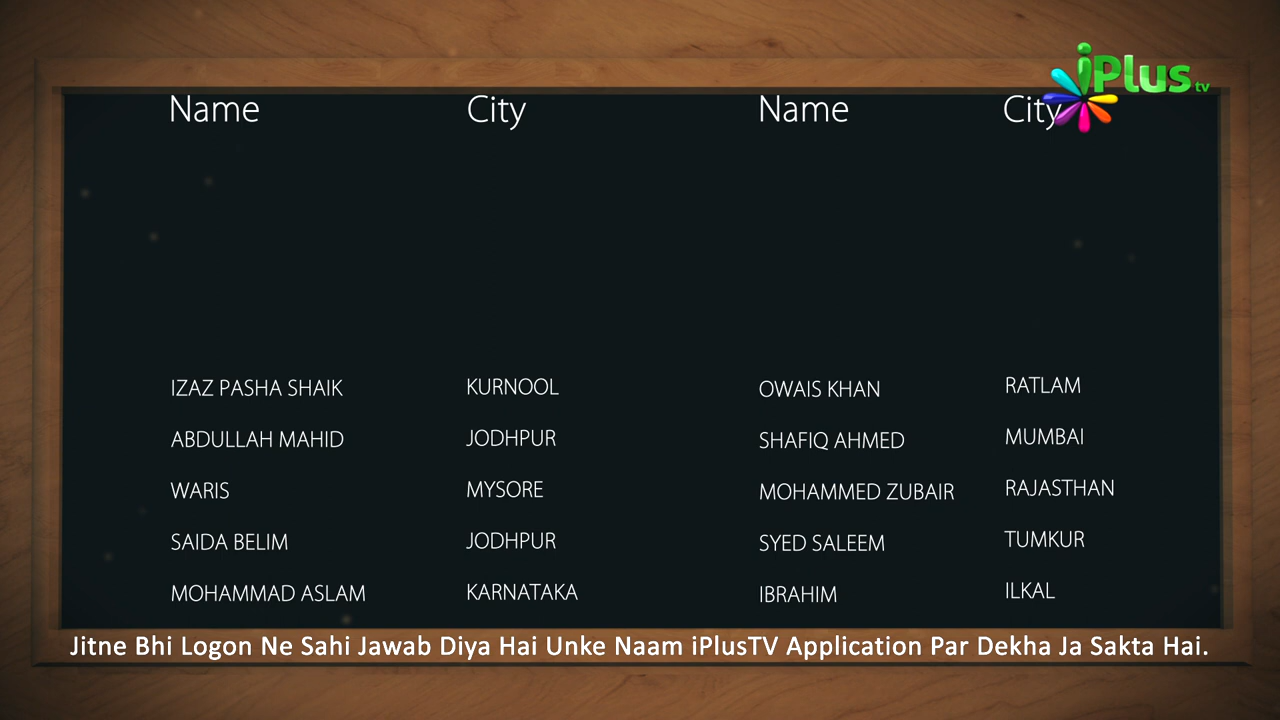 iPlus tv
Name City Name City
IZAZ PASHA SHAIK KURNOOL OWAIS KHAN RATLAM
ABDULLAH MAHID JODHPUR SHAFIQ AHMED MUMBAI
WARIS MYSORE MOHAMMED ZUBAIR RAJASTHAN
SAIDA BELIM JODHPUR SYED SALEEM TUMKUR
MOHAMMAD ASLAM KARNATAKA IBRAHIM ILKAL
Jitne Bhi Logon Ne Sahi Jawab Diya Hai Unke Naam iPlusTV Application Par Dekha Ja Sakta Hai.